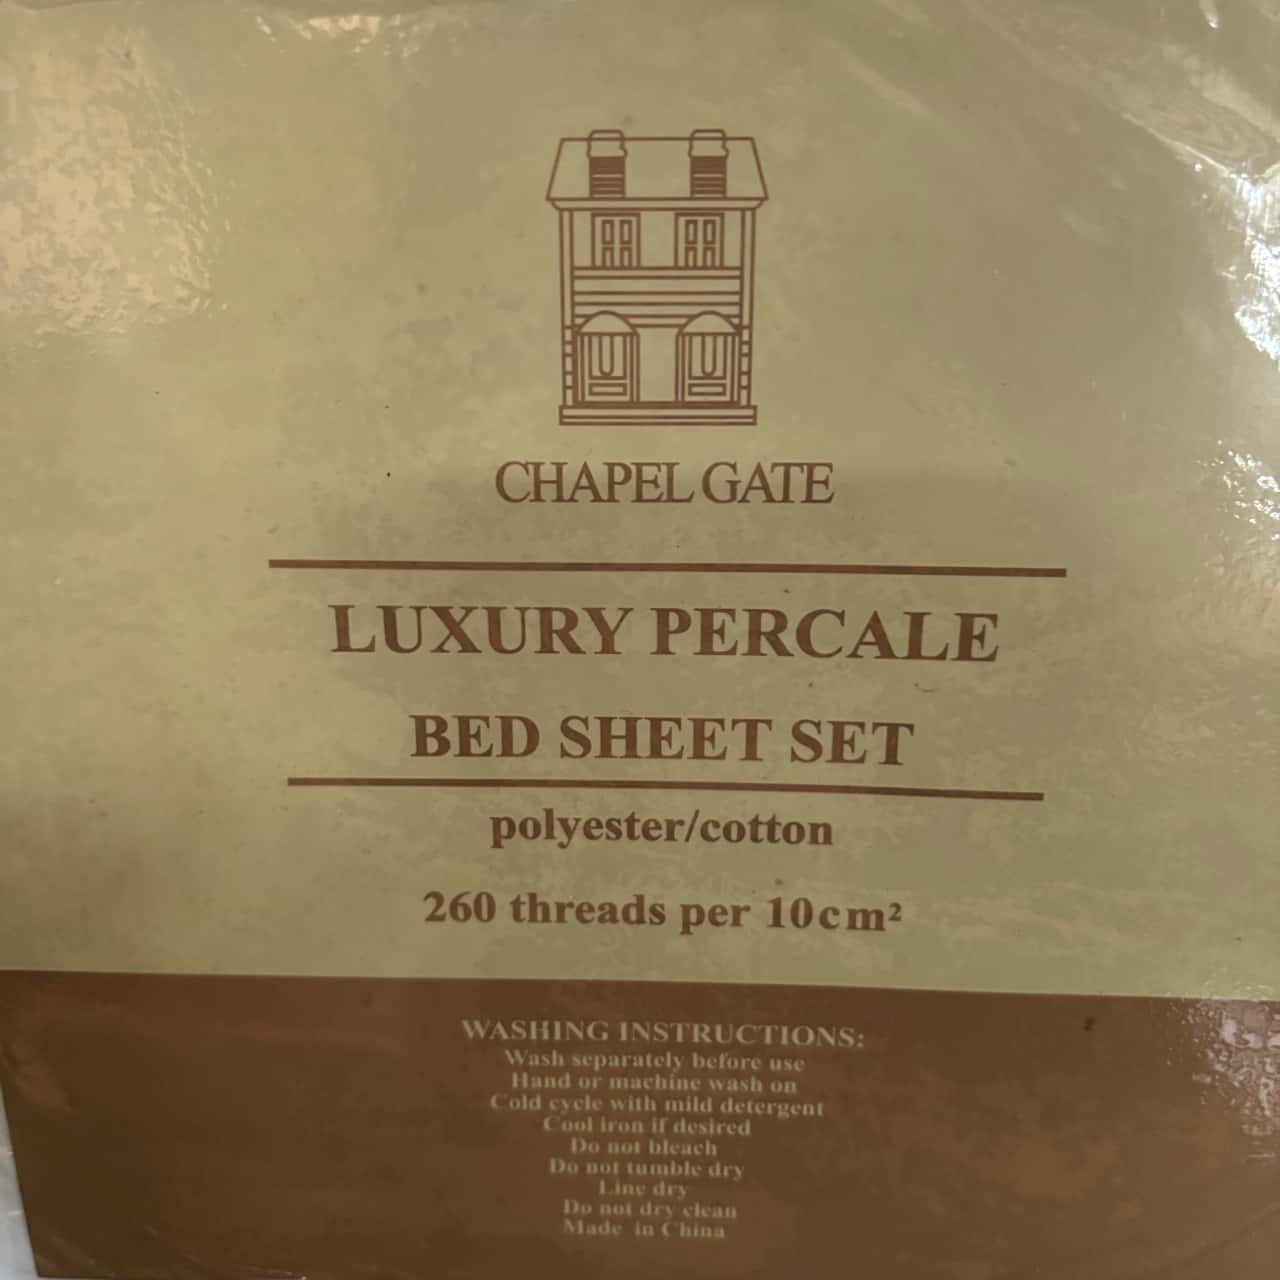 CHAPEL GATE
LUXURY PERCALE
BED SHEET SET
polyester/cotton
260 threads per 10cm²
WASHING INSTRUCTIONS:
Wash separately before use
Hand or machine wash on
Cold cycle with mild detergent
Cool iron if desired
Do not bleach
Do not tumble dry
Line dry
Do not dry clean
Made in China